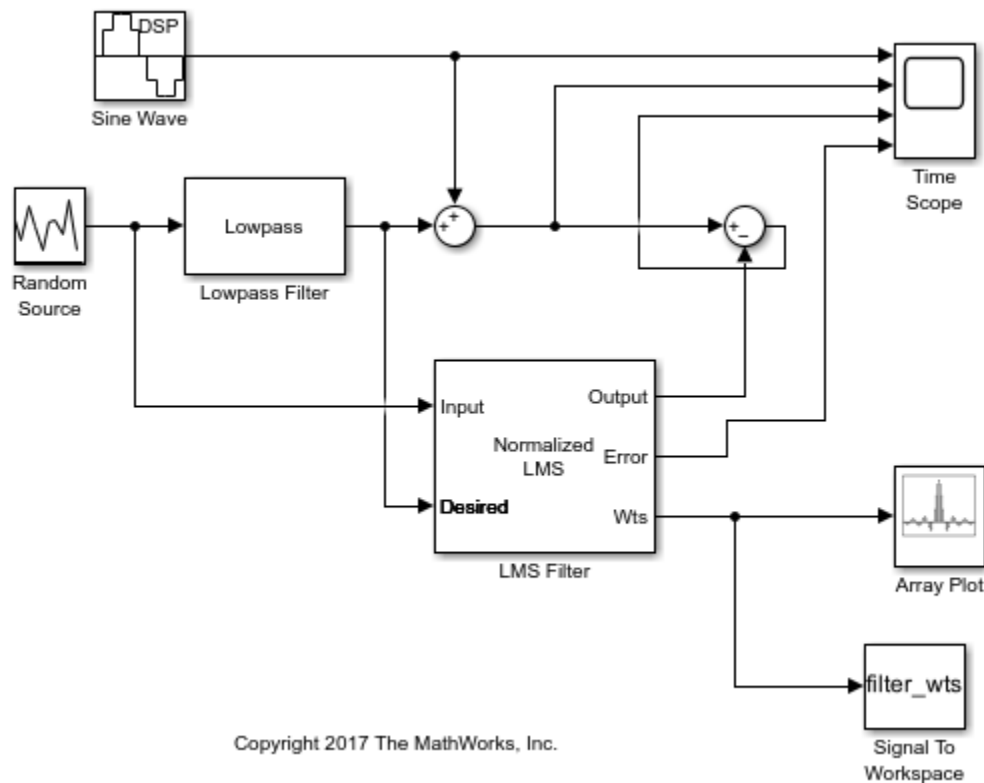 DSP
Sine Wave
Time
Scope
Random
Source
Lowpass
Lowpass Filter
+
+
+
−
Input
Output
Normalized
LMS
Error
Desired
Wts
LMS Filter
Array Plot
filter_wts
Signal To
Workspace
Copyright 2017 The MathWorks, Inc.